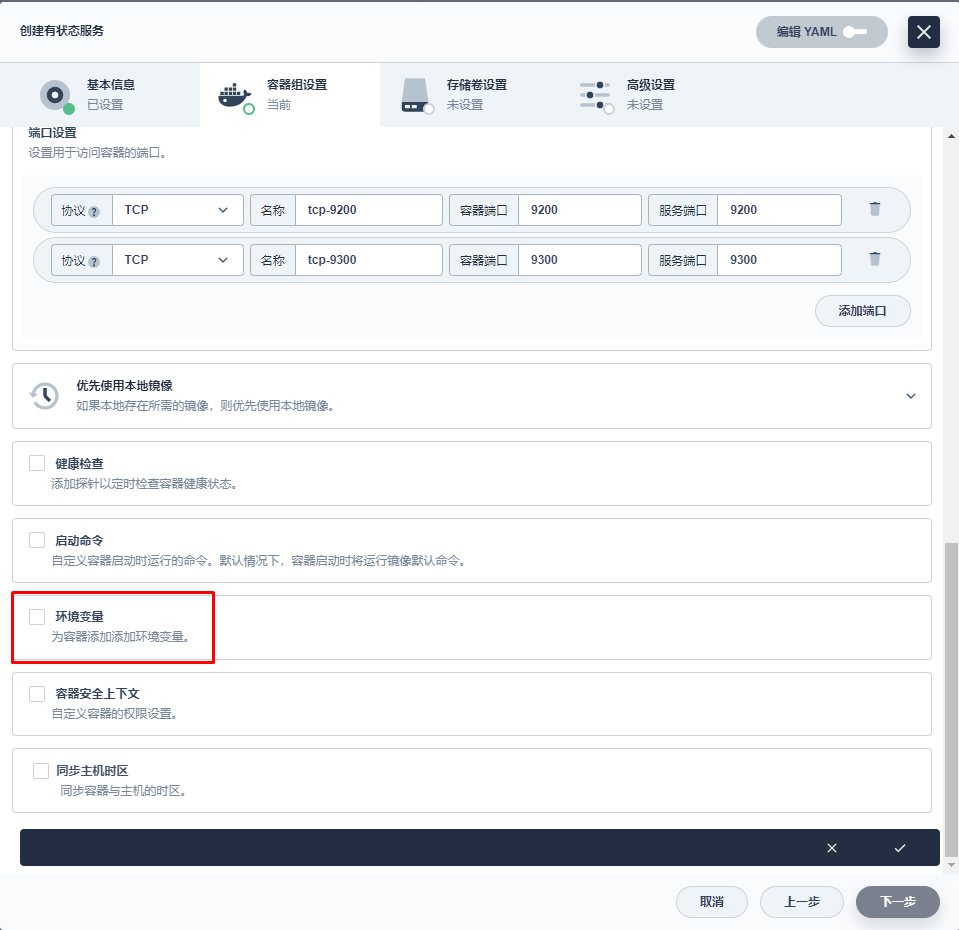 创建有状态服务
编辑 YAML
基本信息
已设置
容器组设置
当前
存储卷设置
未设置
高级设置
未设置
端口设置
设置用于访问容器的端口。
协议 ? TCP 名称 tcp-9200 容器端口 9200 服务端口 9200
协议 ? TCP 名称 tcp-9300 容器端口 9300 服务端口 9300
添加端口
优先使用本地镜像
如果本地存在所需的镜像，则优先使用本地镜像。
健康检查
添加探针以定时检查容器健康状态。
启动命令
自定义容器启动时运行的命令。默认情况下，容器启动时将运行镜像默认命令。
环境变量
为容器添加添加环境变量。
容器安全上下文
自定义容器的权限设置。
同步主机时区
同步容器与主机的时区。
取消 上一步 下一步